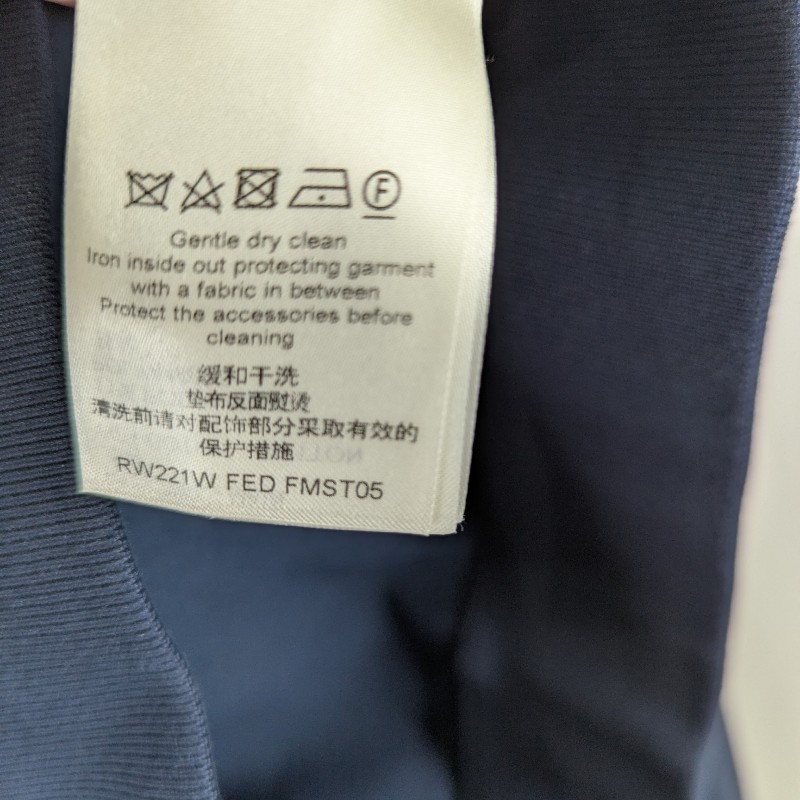 F
Gentle dry clean
Iron inside out protecting garment
with a fabric in between
Protect the accessories before
cleaning
缓和干洗
垫布反面熨烫
清洗前请对配饰部分采取有效的
保护措施
RW221W FED FMST05